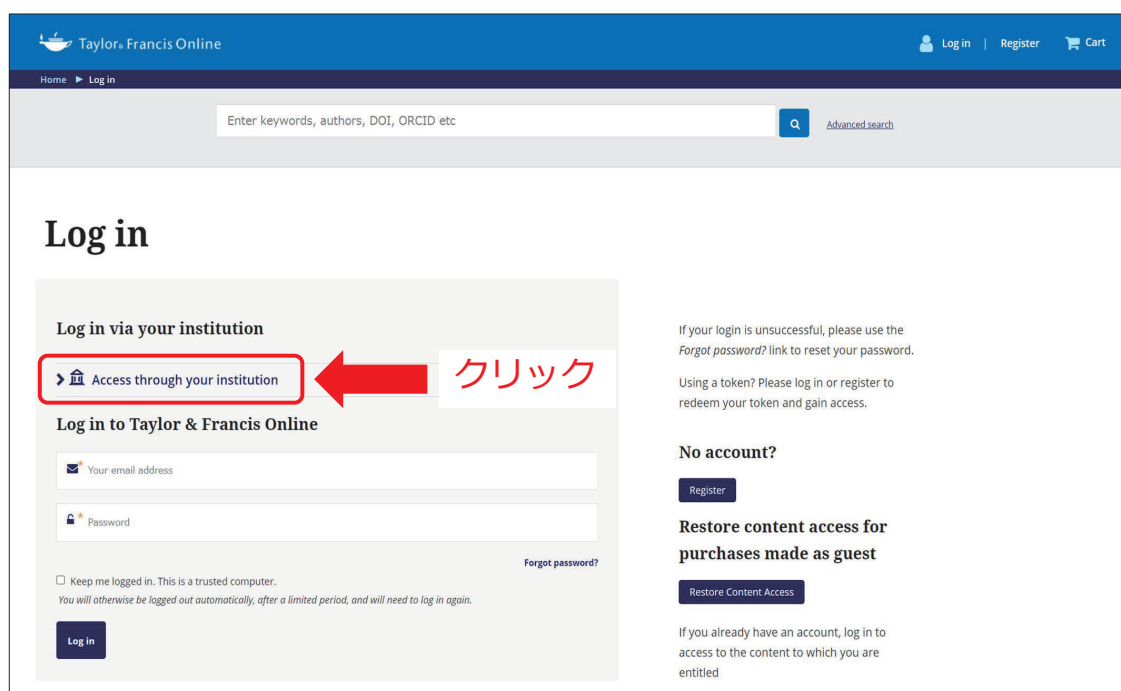 Taylor & Francis Online
Log in | Register Cart
Home ▶ Log in
Enter keywords, authors, DOI, ORCID etc
Advanced search
Log in
Log in via your institution
Access through your institution
クリック
Log in to Taylor & Francis Online
* Your email address
* Password
Forgot password?
Keep me logged in. This is a trusted computer.
You will otherwise be logged out automatically, after a limited period, and will need to log in again.
Log in
If your login is unsuccessful, please use the
Forgot password? link to reset your password.
Using a token? Please log in or register to
redeem your token and gain access.
No account?
Register
Restore content access for
purchases made as guest
Restore Content Access
If you already have an account, log in to
access to the content to which you are
entitled